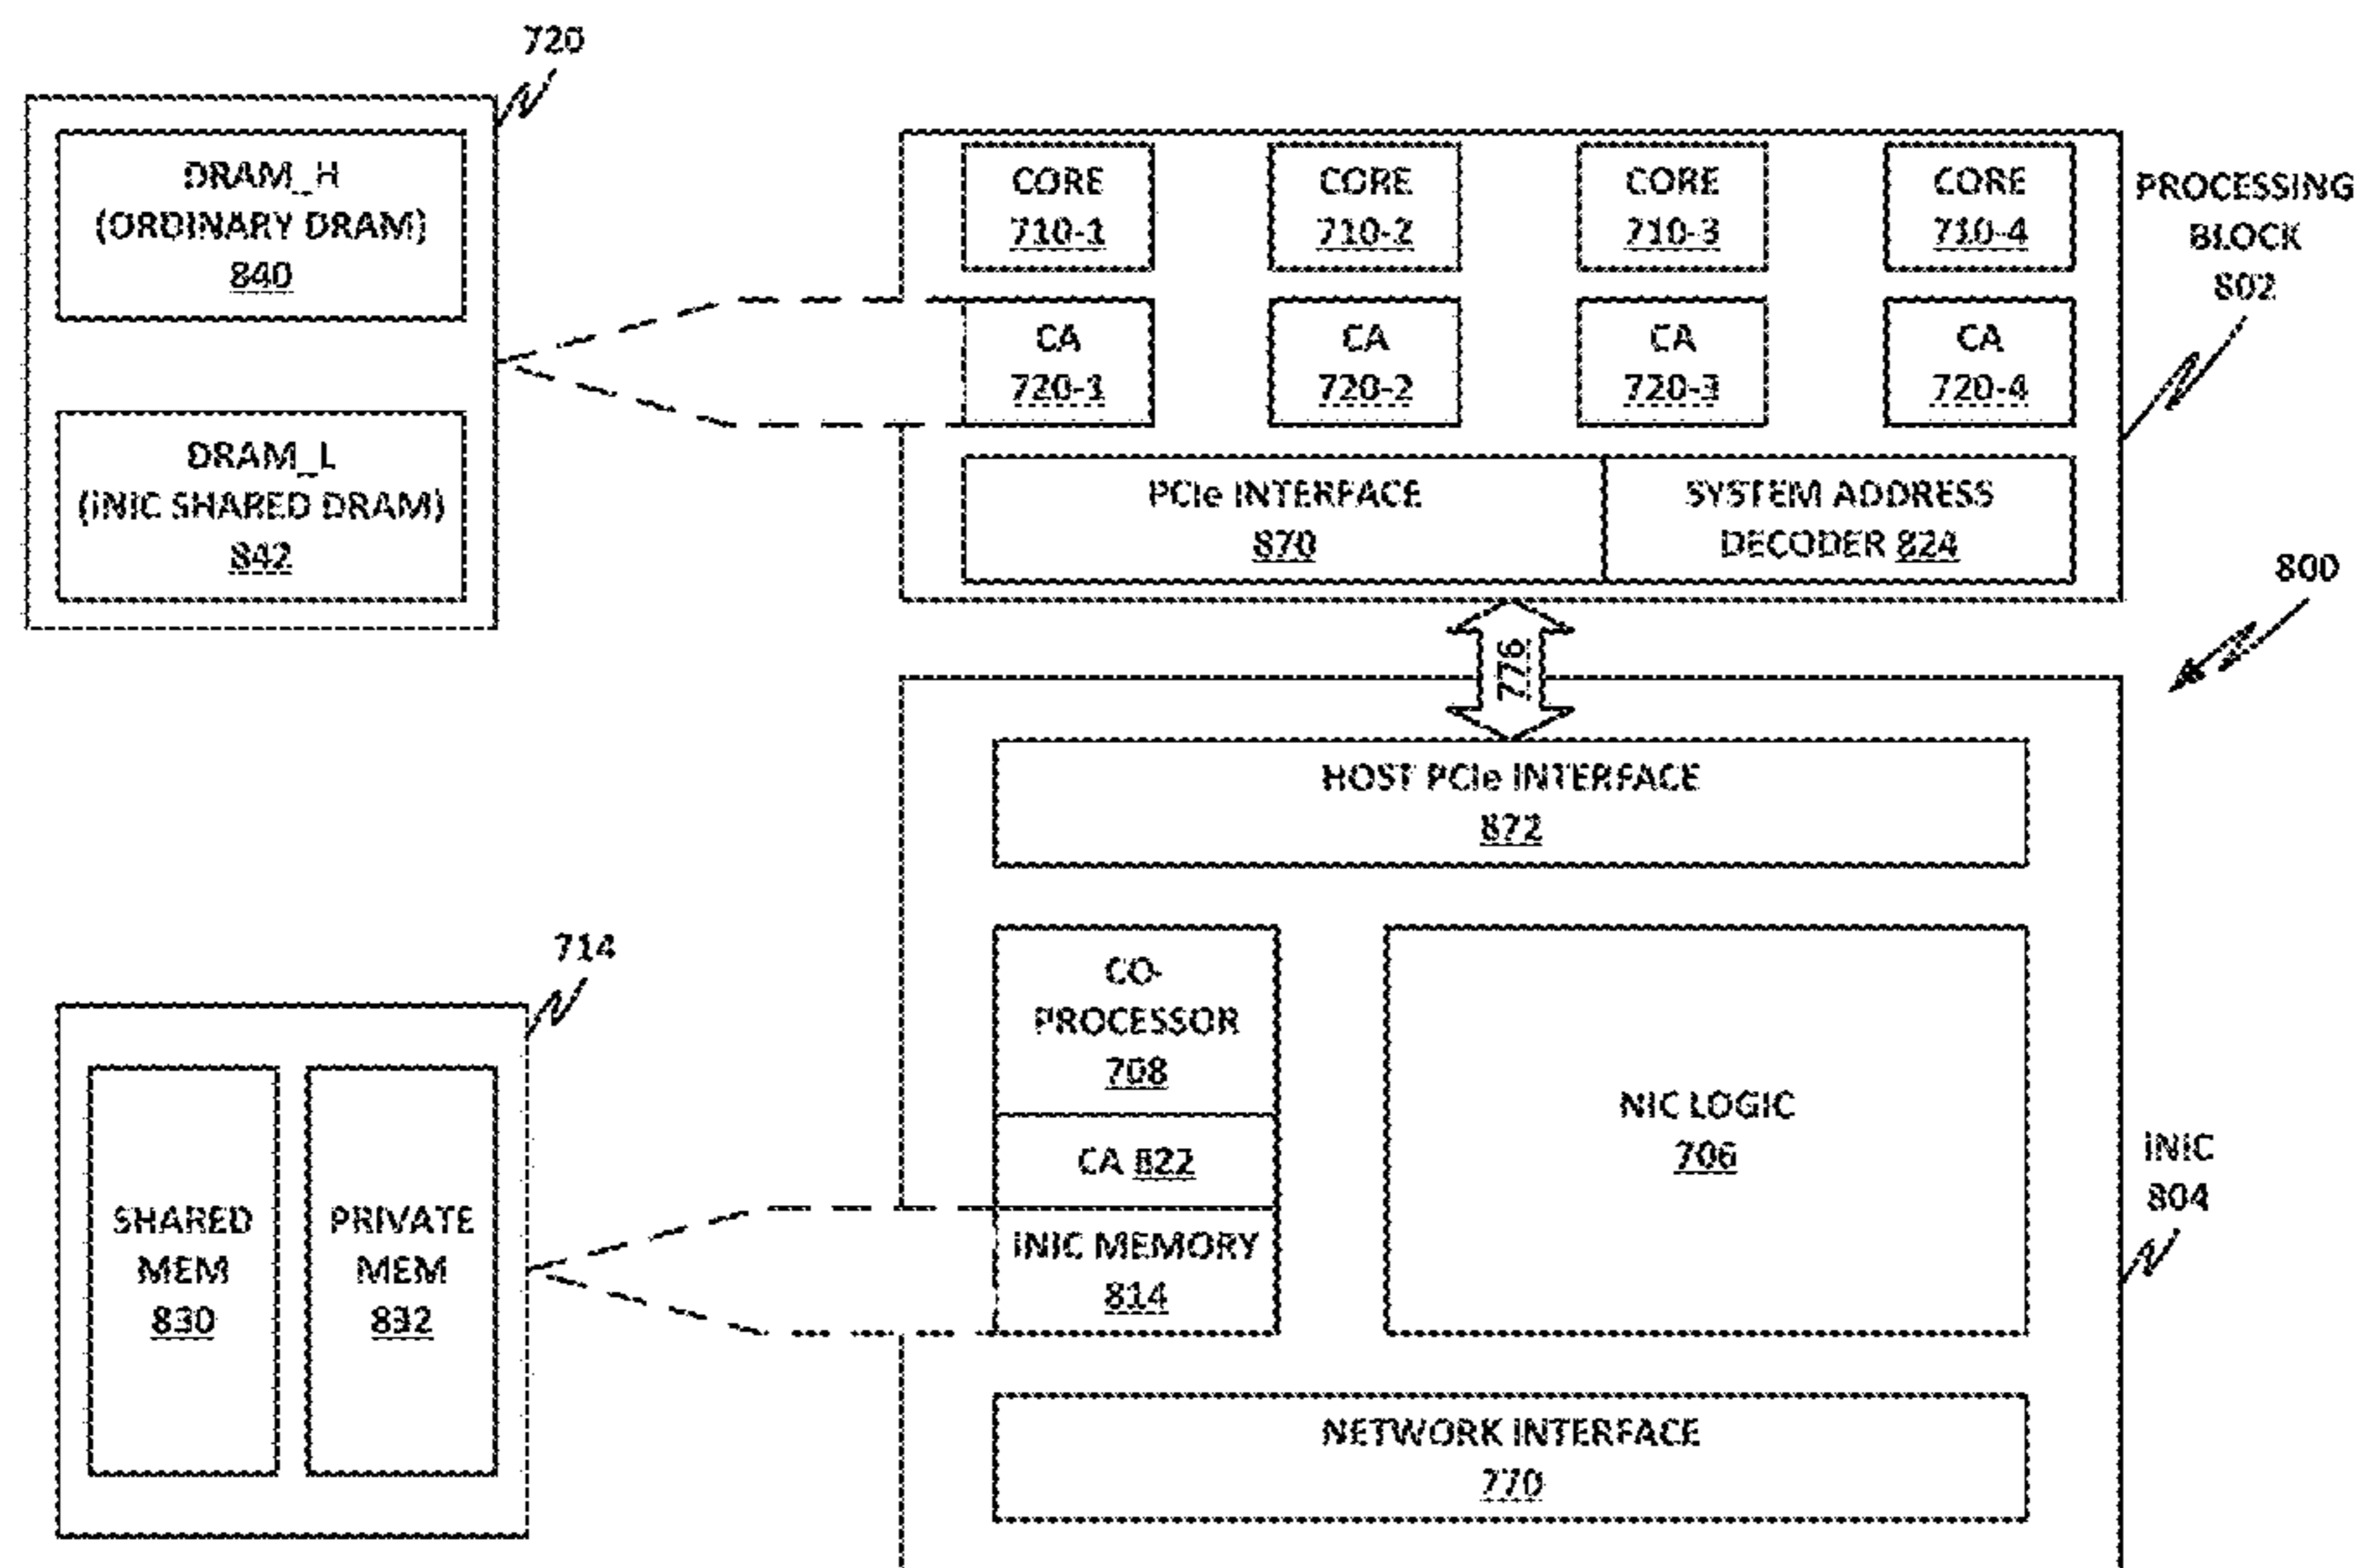 720
DRAM_H
(ORDINARY DRAM)
840
DRAM_L
(iNIC SHARED DRAM)
842
CORE
710-1
CORE
710-2
CORE
710-3
CORE
710-4
CA
720-1
CA
720-2
CA
720-3
CA
720-4
PCIe INTERFACE
870
SYSTEM ADDRESS
DECODER 824
PROCESSING
BLOCK
802
800
776
HOST PCIe INTERFACE
872
714
SHARED
MEM
830
PRIVATE
MEM
832
CO-
PROCESSOR
708
CA 822
iNIC MEMORY
814
NIC LOGIC
706
iNIC
804
NETWORK INTERFACE
770